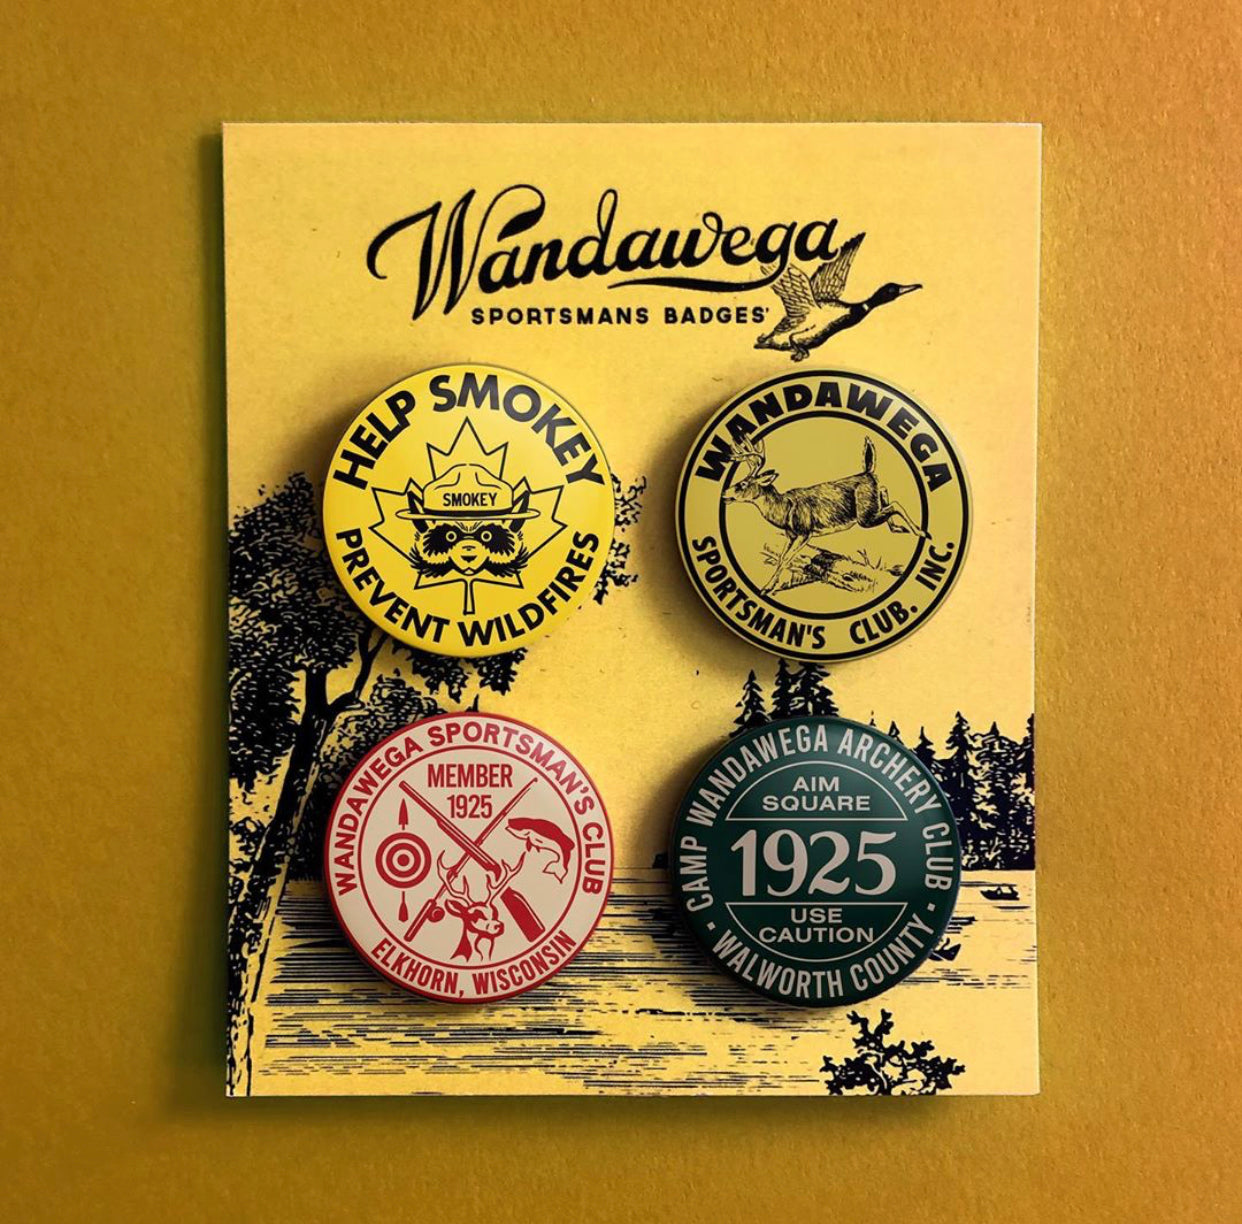 Wandawega
SPORTSMANS BADGES'
HELP SMOKEY
SMOKEY
PREVENT WILDFIRES
WANDAWEGA
SPORTSMAN'S CLUB. INC.
WANDAWEGA SPORTSMAN'S CLUB
MEMBER
1925
ELKHORN, WISCONSIN
CAMP WANDAWEGA ARCHERY CLUB
AIM
SQUARE
1925
USE
CAUTION
• WALWORTH COUNTY •